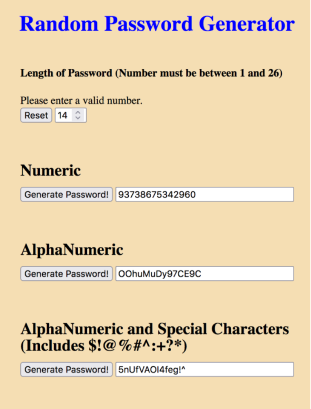 Random Password Generator
Length of Password (Number must be between 1 and 26)
Please enter a valid number.
Reset 14
Numeric
Generate Password! 93738675342960
AlphaNumeric
Generate Password! OOhuMuDy97CE9C
AlphaNumeric and Special Characters
(Includes $!@%#^:+?*)
Generate Password! 5nUfVAOI4feg!^